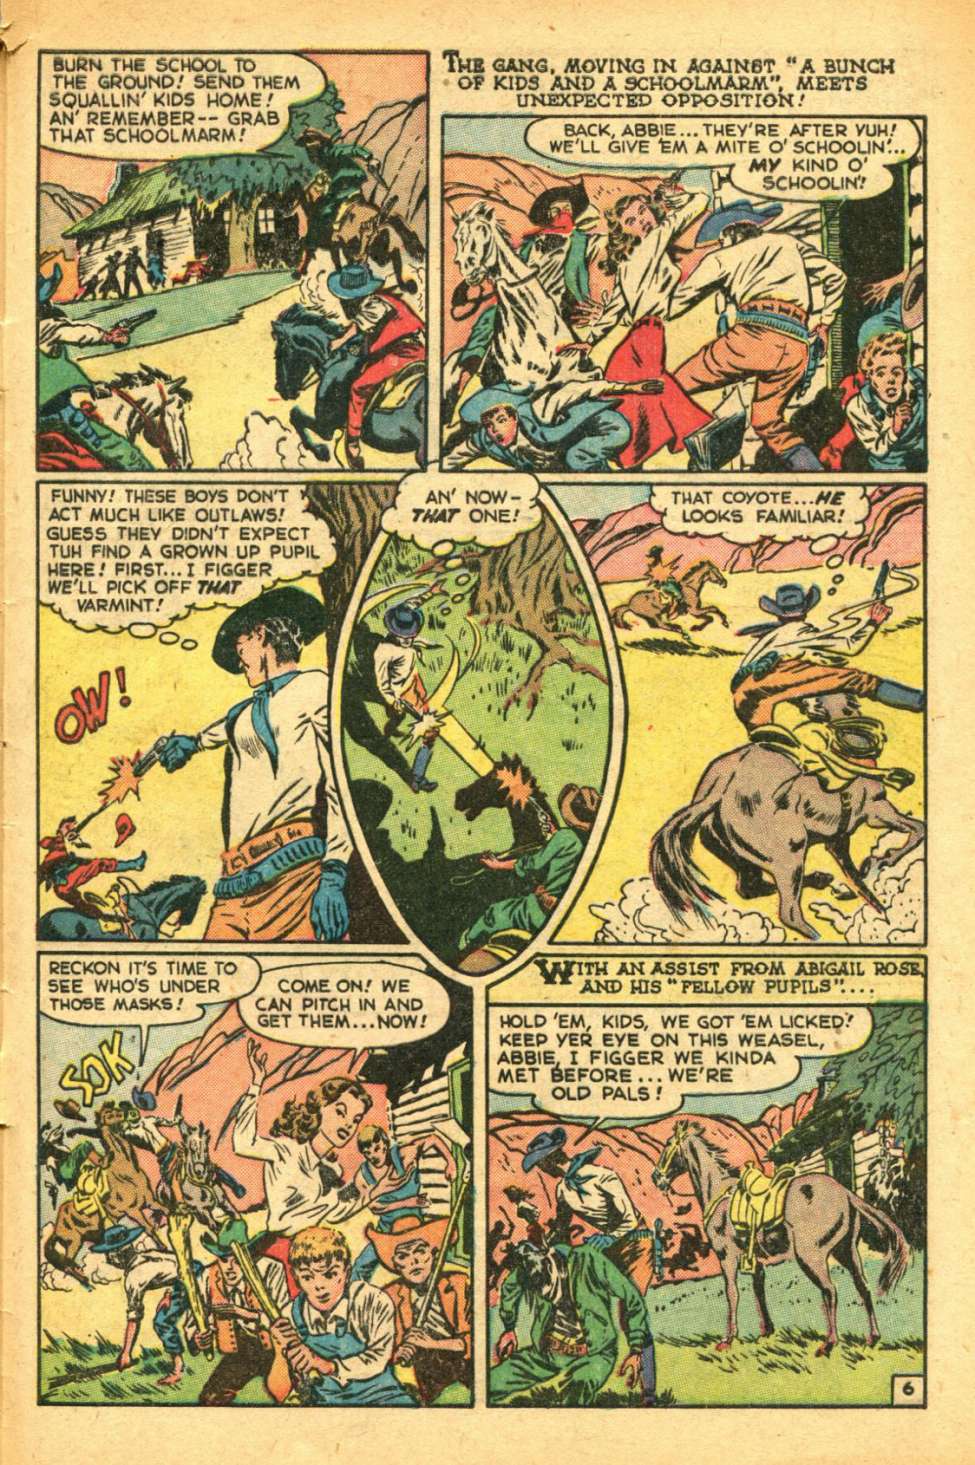 BURN THE SCHOOL TO
THE GROUND! SEND THEM
SQUALLIN' KIDS HOME!
AN' REMEMBER-- GRAB
THAT SCHOOLMARM!
THE GANG, MOVING IN AGAINST "A BUNCH
OF KIDS AND A SCHOOLMARM", MEETS
UNEXPECTED OPPOSITION!
BACK, ABBIE... THEY'RE AFTER YUH!
WE'LL GIVE 'EM A MITE O' SCHOOLIN'...
MY KIND O'
SCHOOLIN'!
FUNNY! THESE BOYS DON'T
ACT MUCH LIKE OUTLAWS!
GUESS THEY DIDN'T EXPECT
TUH FIND A GROWN UP PUPIL
HERE! FIRST... I FIGGER
WE'LL PICK OFF THAT
VARMINT!
OW!
AN' NOW-
THAT ONE!
THAT COYOTE... HE
LOOKS FAMILIAR!
RECKON IT'S TIME TO
SEE WHO'S UNDER
THOSE MASKS!
SOK
COME ON! WE
CAN PITCH IN AND
GET THEM...NOW!
WITH AN ASSIST FROM ABIGAIL ROSE,
AND HIS "FELLOW PUPILS"....
HOLD 'EM, KIDS, WE GOT 'EM LICKED!
KEEP YER EYE ON THIS WEASEL,
ABBIE, I FIGGER WE KINDA
MET BEFORE... WE'RE
OLD PALS!
6